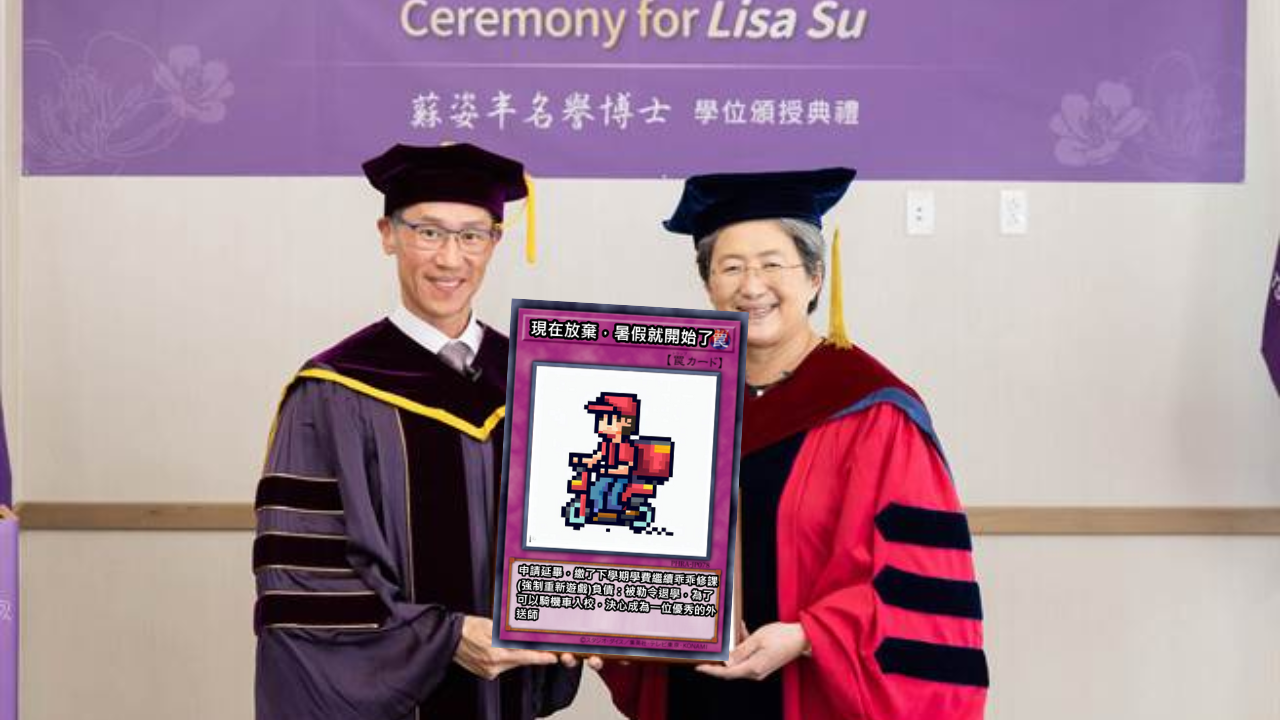 Ceremony for Lisa Su
蘇姿丰名譽博士 學位頒授典禮
現在放棄，暑假就開始了罠
【罠カード】
申請延畢，繳了下學期學費繼續乖乖修課
(強制重新遊戲)負債：被勒令退學，為了
可以騎機車入校，決心成為一位優秀的外
送師